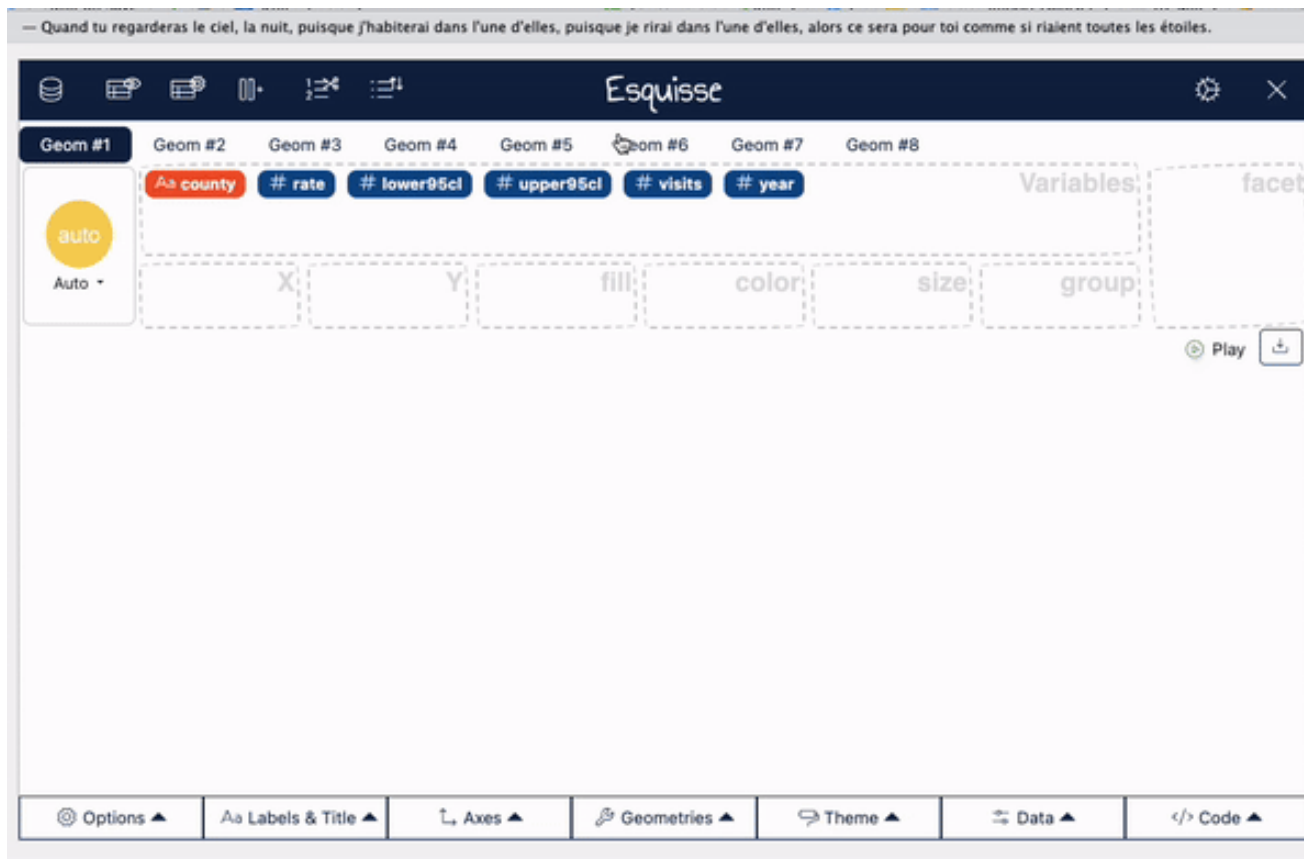 — Quand tu regarderas le ciel, la nuit, puisque j'habiterai dans l'une d'elles, puisque je rirai dans l'une d'elles, alors ce sera pour toi comme si riaient toutes les étoiles.
Esquisse
Geom #1 Geom #2 Geom #3 Geom #4 Geom #5 Geom #6 Geom #7 Geom #8
Aa county # rate # lower95cl # upper95cl # visits # year Variables facet
auto
Auto X Y fill color size group
Play
Options Aa Labels & Title Axes Geometries Theme Data </> Code